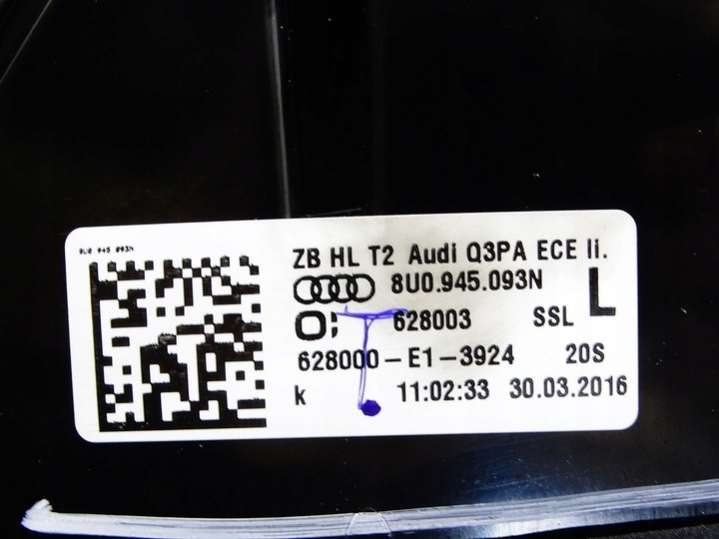 8U0 945 093N
ZB HL T2 Audi Q3PA ECE li.
8U0.945.093N
L
628003 SSL
628000-E1-3924 20S
k 11:02:33 30.03.2016